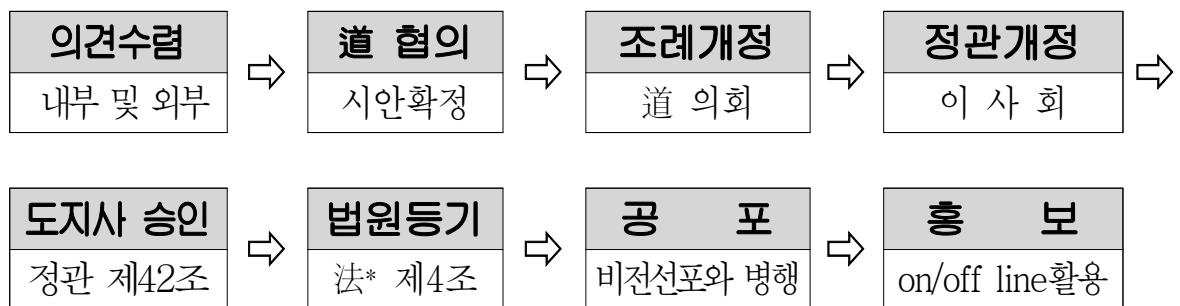 의견수렴 ⇨ 道 협의 ⇨ 조례개정 ⇨ 정관개정 ⇨
내부 및 외부 시안확정 道 의회 이 사 회
도지사 승인 ⇨ 법원등기 ⇨ 공 포 ⇨ 홍 보
정관 제42조 法* 제4조 비전선포와 병행 on/off line활용